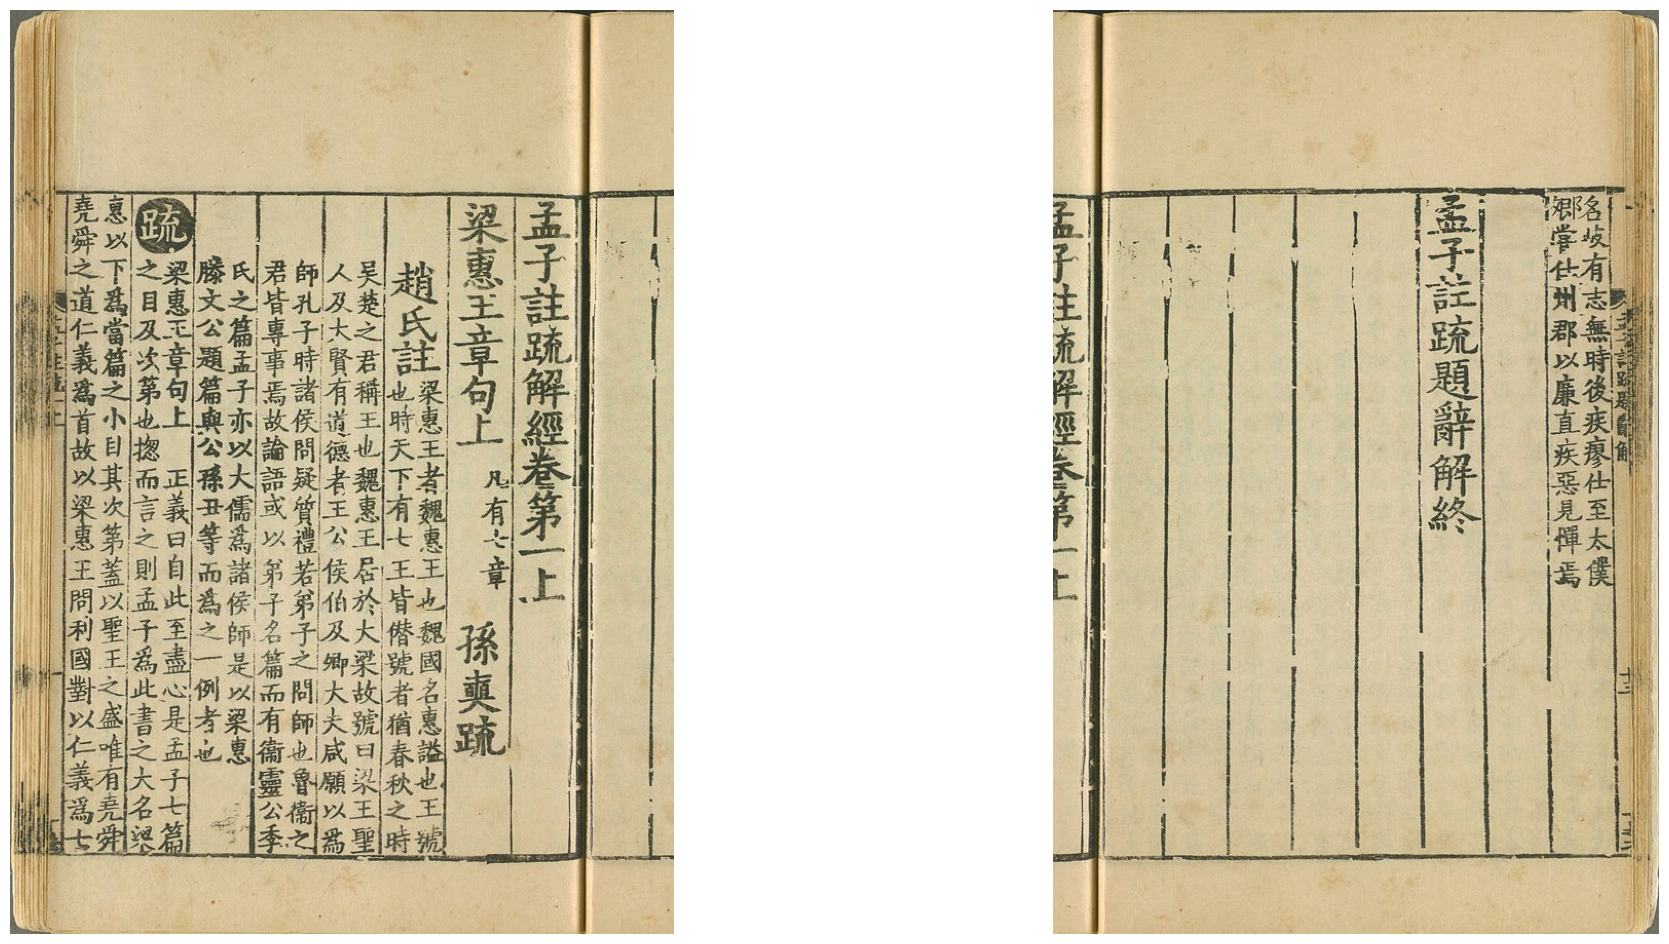 孟子註疏題辭解
十三
名岐有志無時後疾瘳仕至太僕
卿嘗仕州郡以廉直疾惡見憚焉
孟子註疏題辭解終
孟子註疏解經卷第一上
孟子註疏解經卷第一上
梁惠王章句上 凡有七章 孫奭疏
趙氏註 梁惠王者魏惠王也魏國名惠諡也王號
也時天下有七王皆僭號者猶春秋之時
吳楚之君稱王也魏惠王居於大梁故號曰梁王聖
人及大賢有道德者王公侯伯及卿大夫咸願以爲
師孔子時諸侯問疑質禮若弟子之問師也魯衞之
君皆專事焉故論語或以弟子名篇而有衞靈公季
氏之篇孟子亦以大儒爲諸侯師是以梁惠
滕文公題篇與公孫丑等而爲之一例考也
疏 梁惠王章句上 正義曰自此至盡心是孟子七篇
之目及次第也揔而言之則孟子爲此書之大名梁
惠以下爲當篇之小目其次第蓋以聖王之盛唯有堯舜
堯舜之道仁義爲首故以梁惠王問利國對以仁義爲七